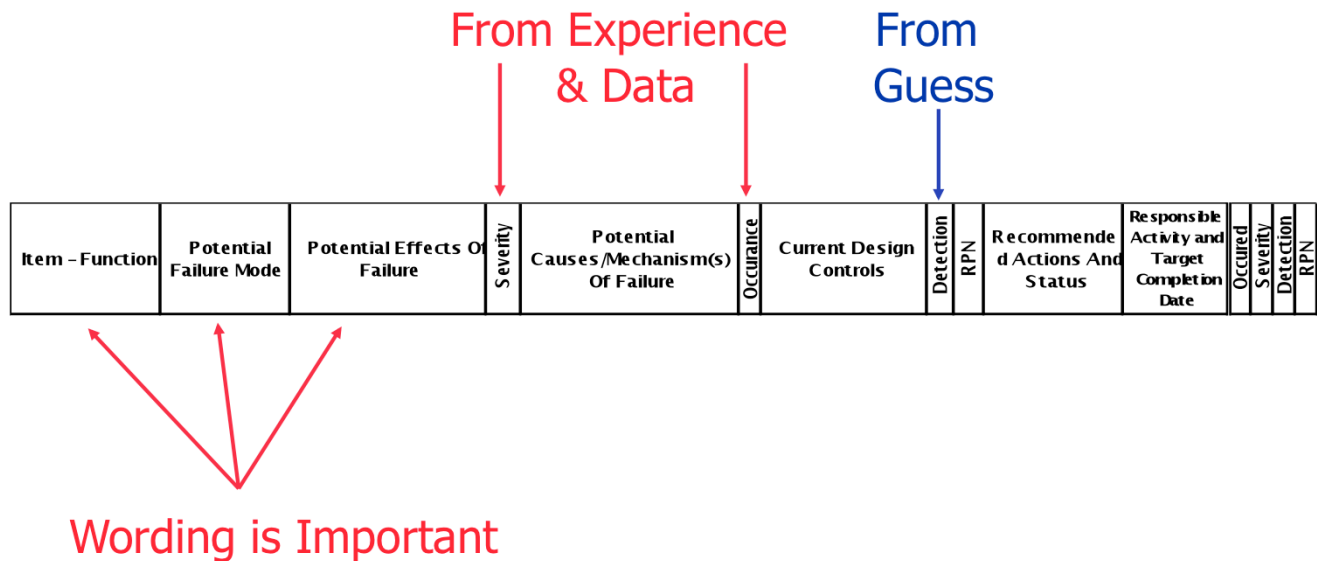 From Experience
& Data
From
Guess
Item – Function
Potential
Failure Mode
Potential Effects Of
Failure
Severity
Potential
Causes/Mechanism(s)
Of Failure
Occurance
Current Design
Controls
Detection
RPN
Recommende
d Actions And
Status
Responsible
Activity and
Target
Completion
Date
Occured
Severity
Detection
RPN
Wording is Important